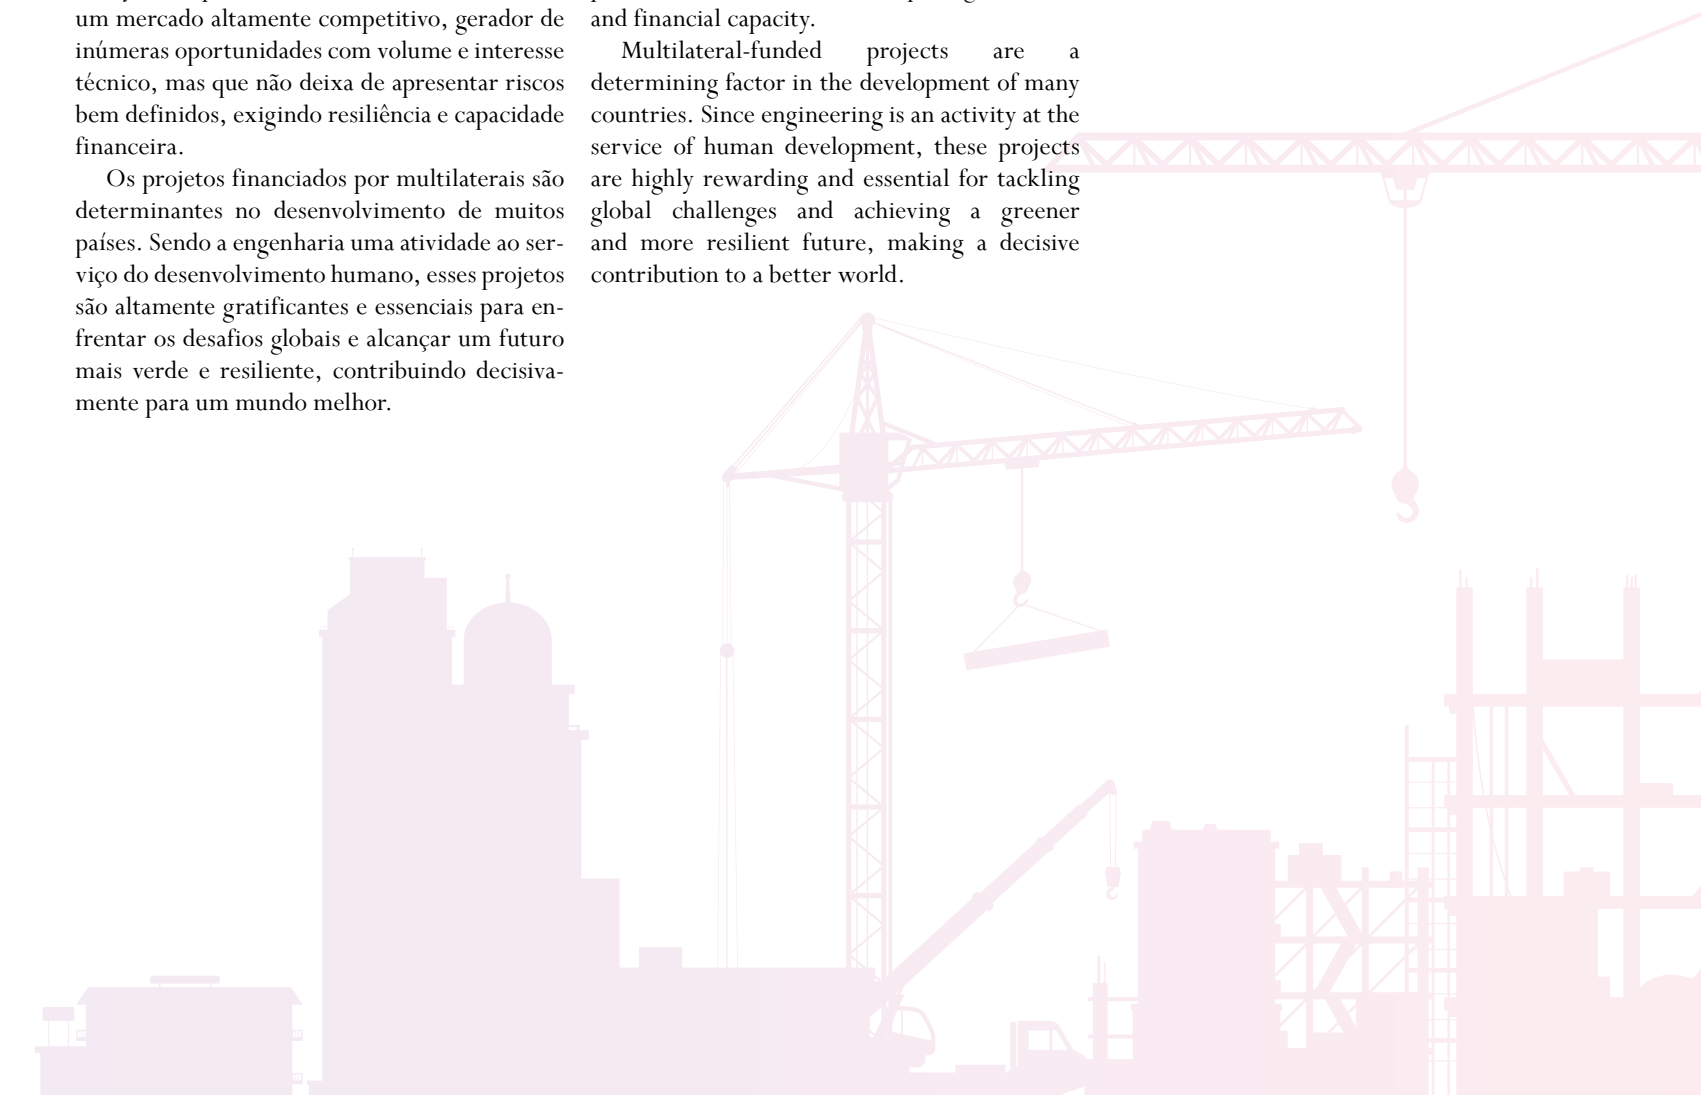 um mercado altamente competitivo, gerador de
inúmeras oportunidades com volume e interesse
técnico, mas que não deixa de apresentar riscos
bem definidos, exigindo resiliência e capacidade
financeira.
Os projetos financiados por multilaterais são
determinantes no desenvolvimento de muitos
países. Sendo a engenharia uma atividade ao ser-
viço do desenvolvimento humano, esses projetos
são altamente gratificantes e essenciais para en-
frentar os desafios globais e alcançar um futuro
mais verde e resiliente, contribuindo decisiva-
mente para um mundo melhor.
and financial capacity.
Multilateral-funded projects are a
determining factor in the development of many
countries. Since engineering is an activity at the
service of human development, these projects
are highly rewarding and essential for tackling
global challenges and achieving a greener
and more resilient future, making a decisive
contribution to a better world.